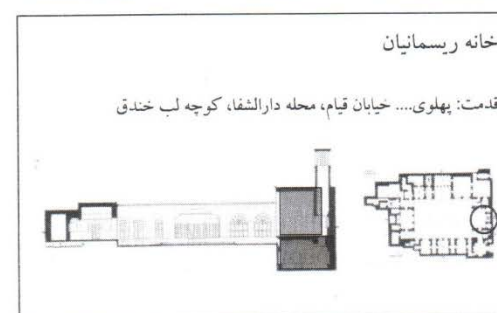 خانه ریسمانیان
قدمت: پهلوی.... خیابان قیام، محله دارالشفا، کوچه لب خندق